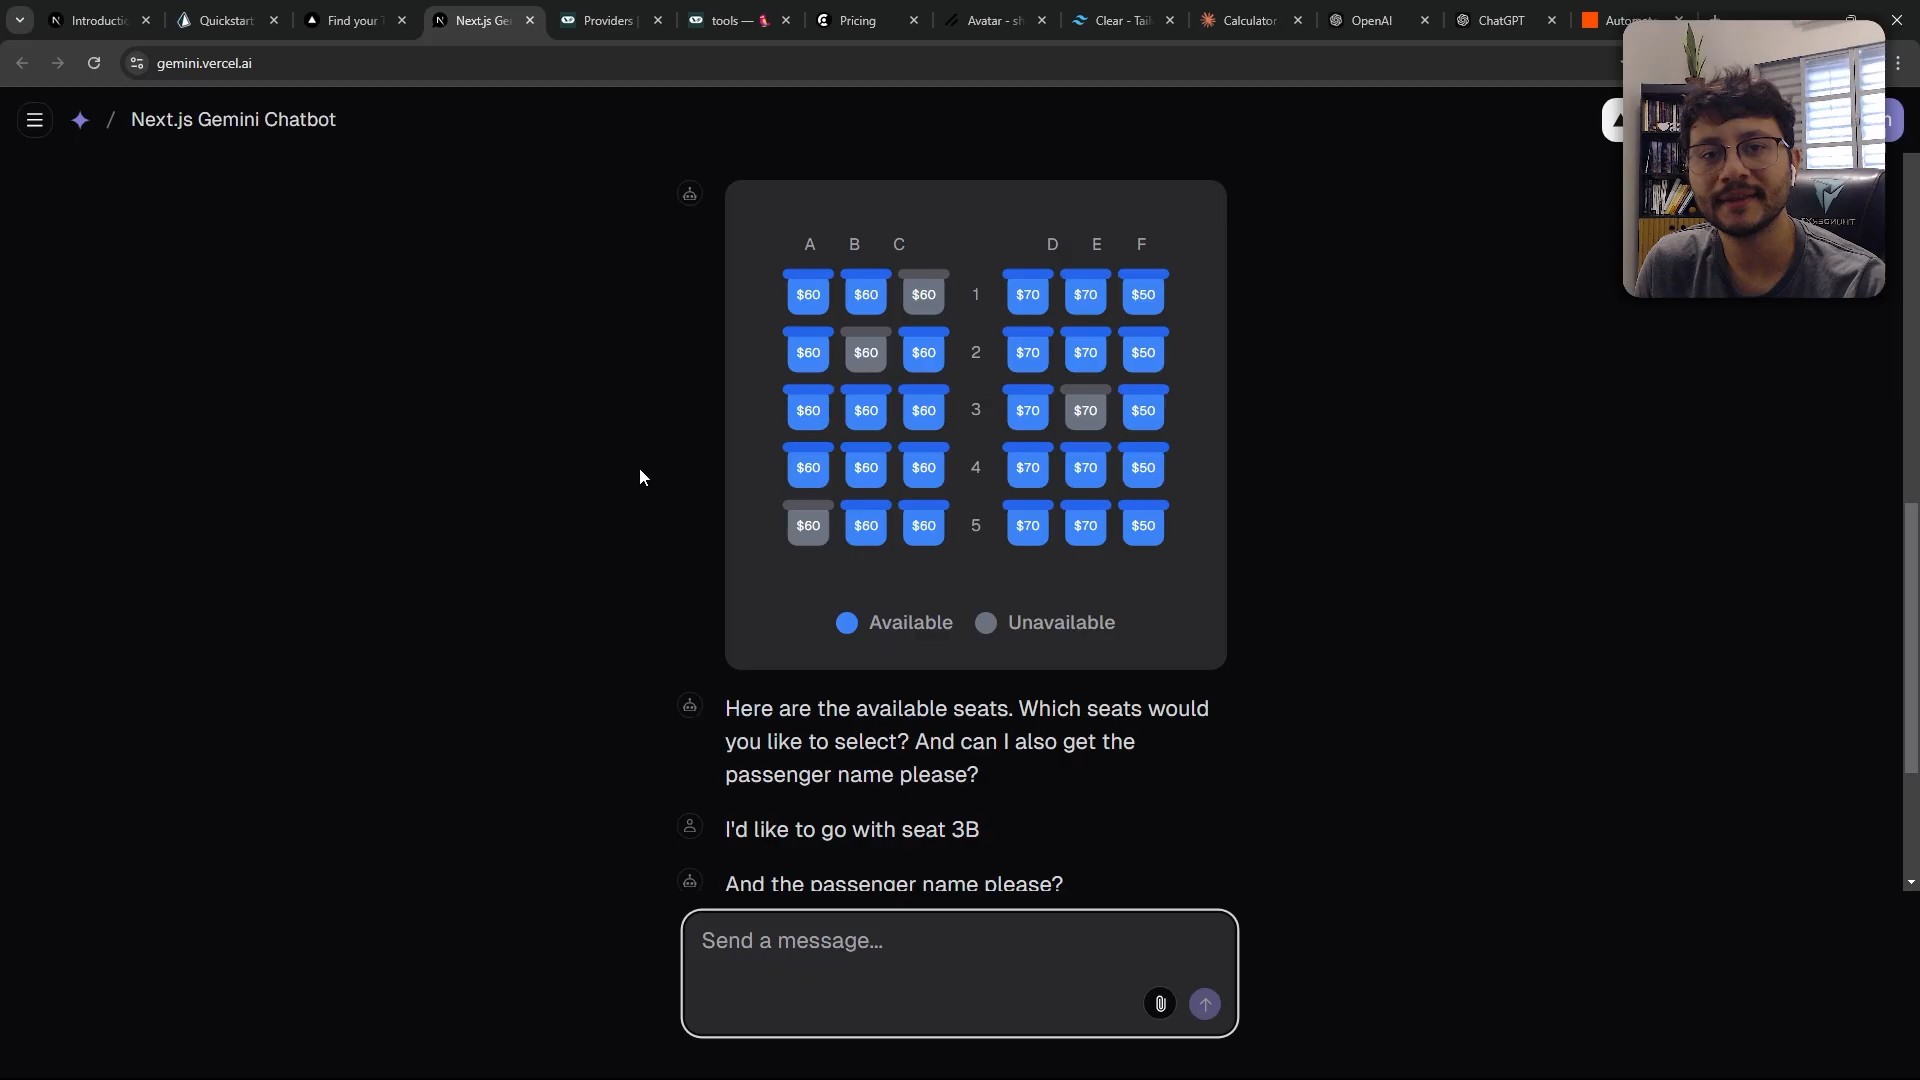 Introductic
Quickstart
Find your
Next.js Ge
Providers
tools —
Pricing
Avatar - sh
Clear - Tail
Calculator
OpenAI
ChatGPT
Automat
gemini.vercel.ai
/ Next.js Gemini Chatbot
A B C D E F
$60 $60 $60 1 $70 $70 $50
$60 $60 $60 2 $70 $70 $50
$60 $60 $60 3 $70 $70 $50
$60 $60 $60 4 $70 $70 $50
$60 $60 $60 5 $70 $70 $50
Available Unavailable
Here are the available seats. Which seats would
you like to select? And can I also get the
passenger name please?
I'd like to go with seat 3B
And the passenger name please?
Send a message...